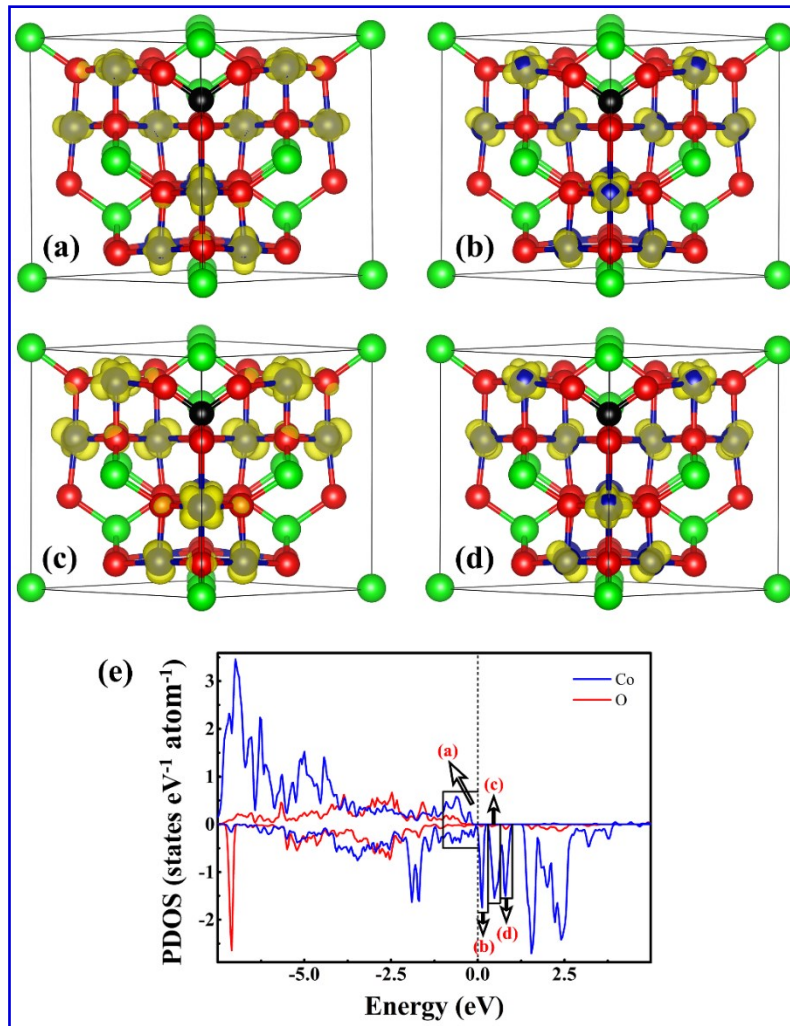 (a)
(b)
(c)
(d)
(e)
PDOS (states eV⁻¹ atom⁻¹)
3
2
1
0
-1
-2
Co
O
(a)
(c)
(b)
(d)
-5.0
-2.5
0.0
2.5
Energy (eV)